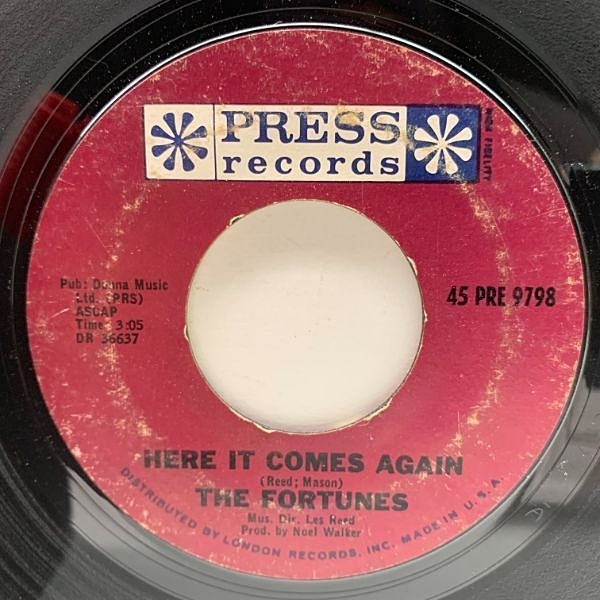 PRESS
records
HIGH FIDELITY
Pub: Donna Music
Ltd. (PRS)
ASCAP
Time 3:05
DR 36637
45 PRE 9798
HERE IT COMES AGAIN
(Reed; Mason)
THE FORTUNES
Mus. Dir. Les Reed
Prod. by Noel Walker
DISTRIBUTED BY LONDON RECORDS, INC. MADE IN U.S.A.